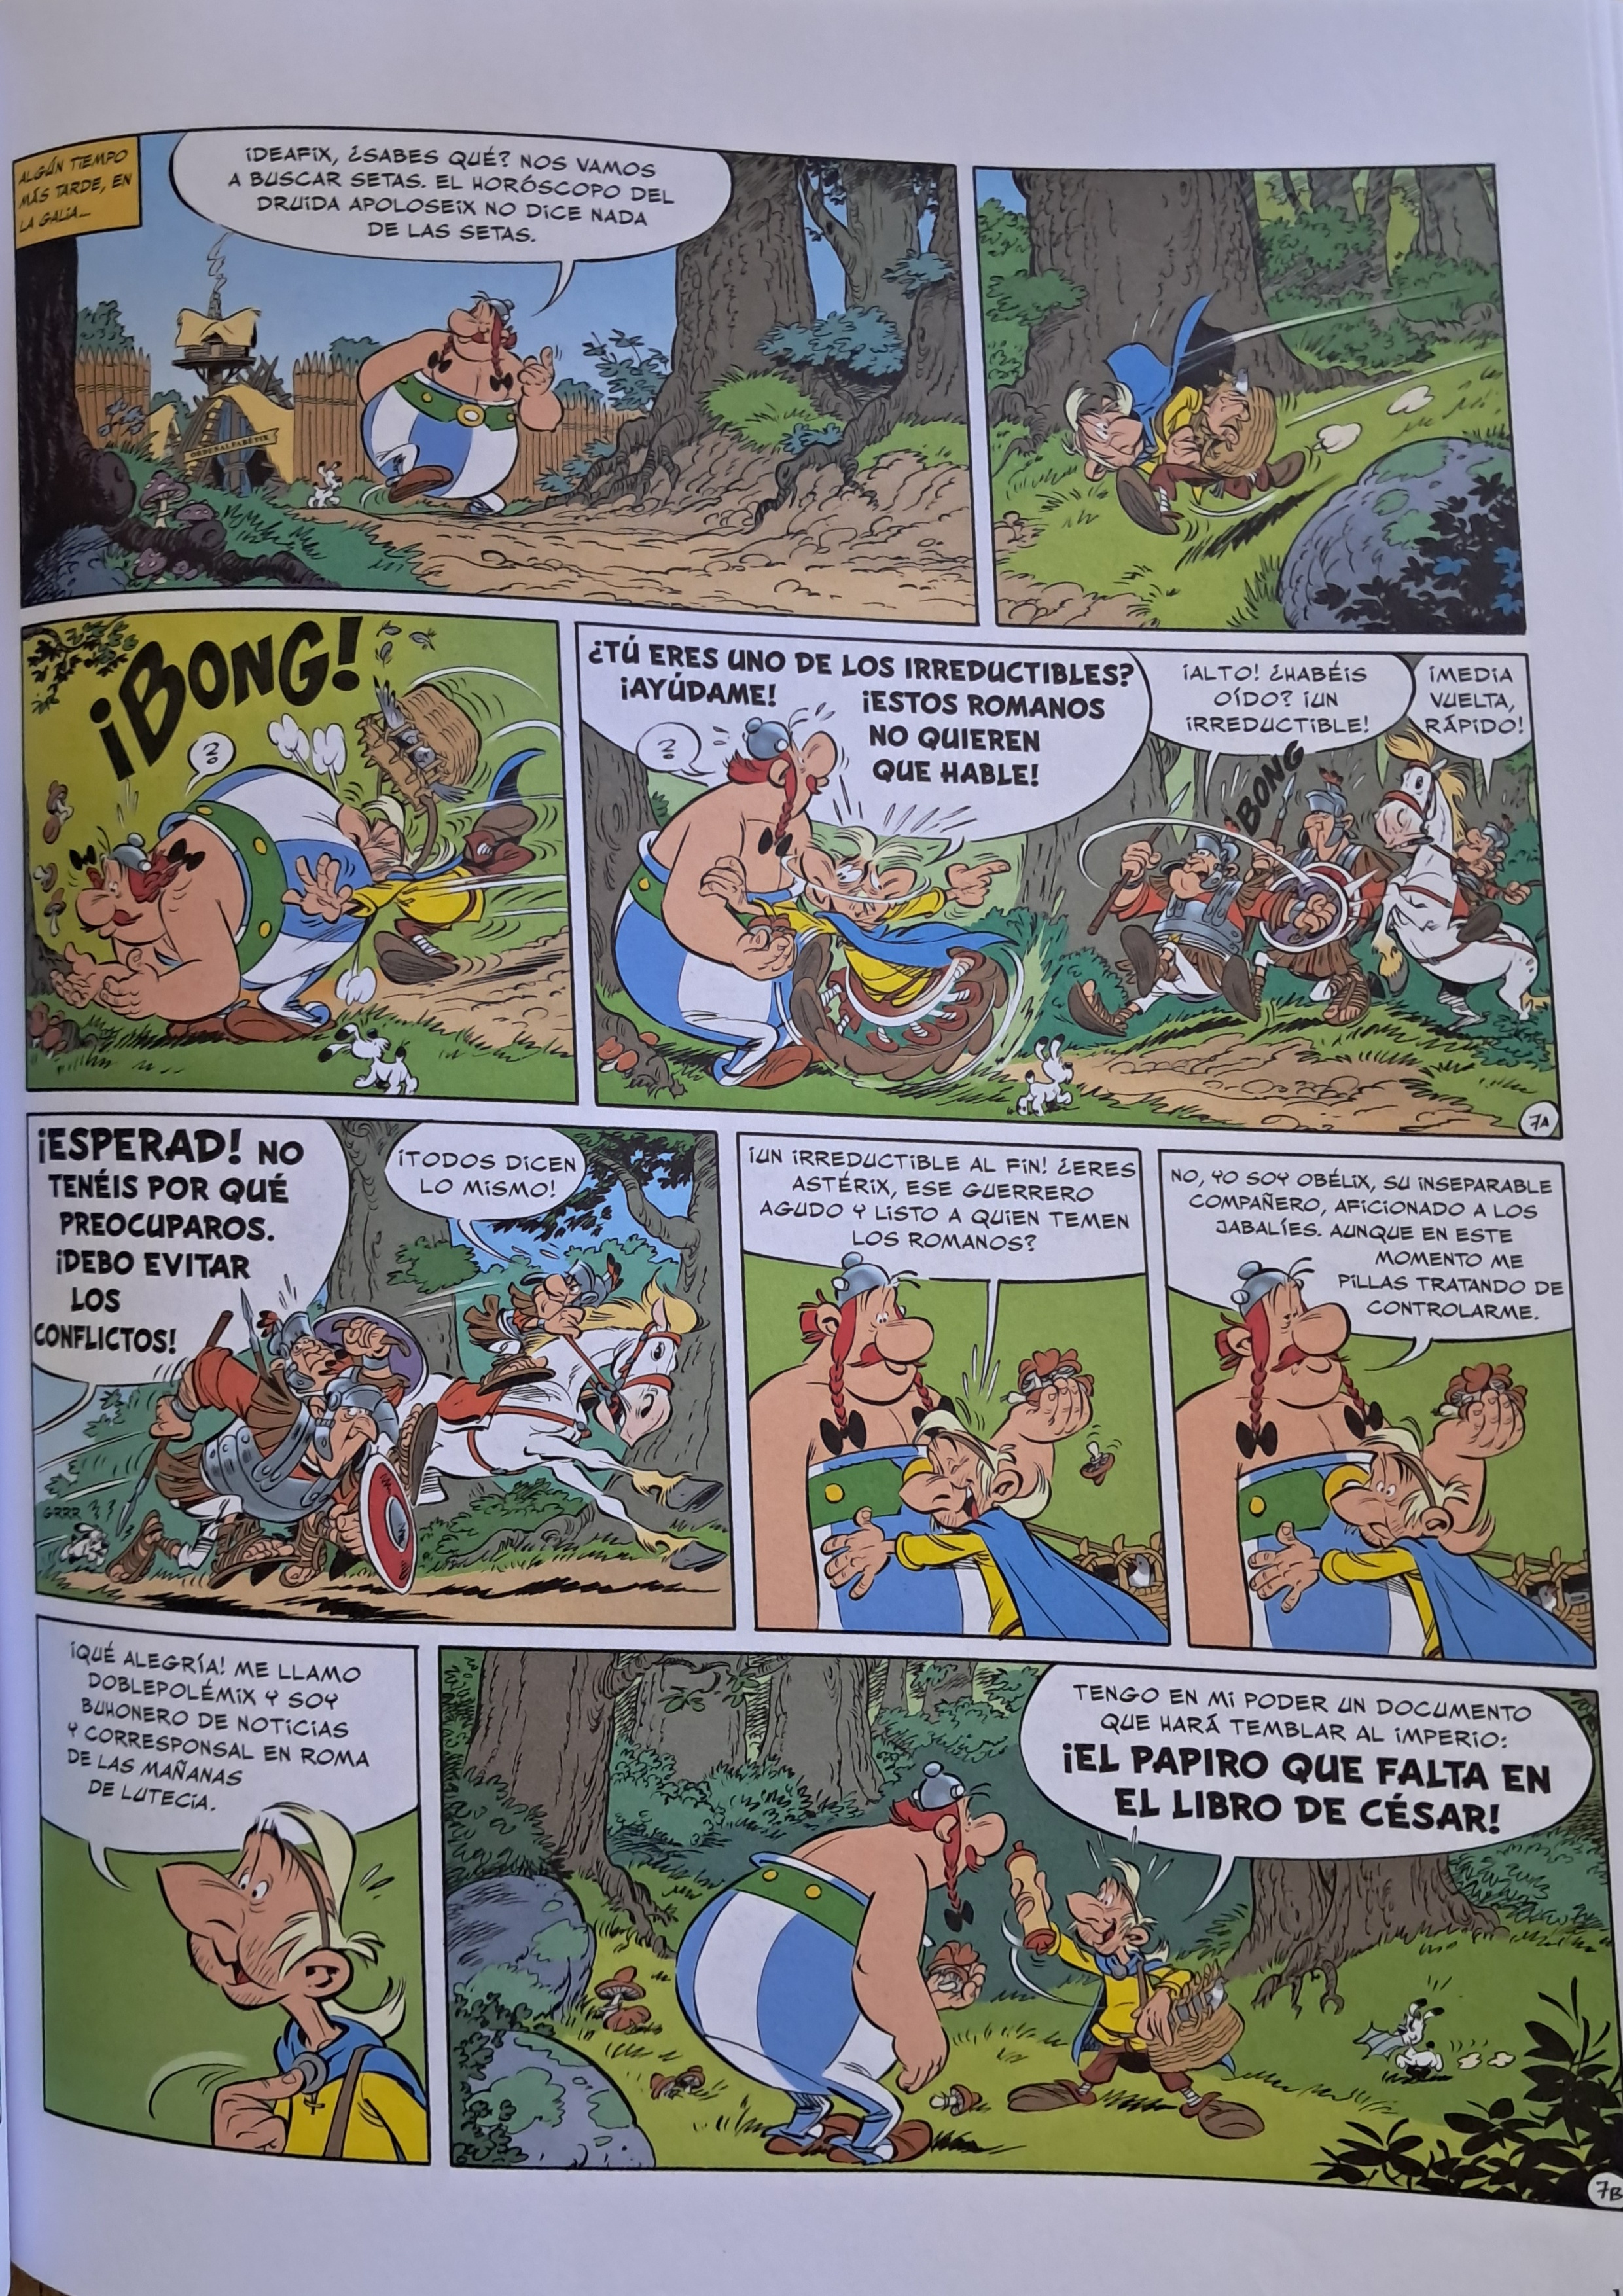 ALGÚN TIEMPO
MÁS TARDE, EN
LA GALIA...
¡DEAFIX, ¿SABES QUÉ? NOS VAMOS
A BUSCAR SETAS. EL HORÓSCOPO DEL
DRUIDA APOLOSEIX NO DICE NADA
DE LAS SETAS.
ORDENALFABÉTIX
¡BONG!
?
¿TÚ ERES UNO DE LOS IRREDUCTIBLES?
¡AYÚDAME!
¡ESTOS ROMANOS
NO QUIEREN
QUE HABLE!
?
¡ALTO! ¿HABÉIS
OÍDO? ¡UN
IRREDUCTIBLE!
¡MEDIA
VUELTA,
RÁPIDO!
BONG
7A
¡ESPERAD! NO
TENÉIS POR QUÉ
PREOCUPAROS.
¡DEBO EVITAR
LOS
CONFLICTOS!
¡TODOS DICEN
LO MISMO!
GRRR
¡UN IRREDUCTIBLE AL FIN! ¿ERES
ASTÉRIX, ESE GUERRERO
AGUDO Y LISTO A QUIEN TEMEN
LOS ROMANOS?
NO, YO SOY OBÉLIX, SU INSEPARABLE
COMPAÑERO, AFICIONADO A LOS
JABALÍES. AUNQUE EN ESTE
MOMENTO ME
PILLAS TRATANDO DE
CONTROLARME.
¡QUÉ ALEGRÍA! ME LLAMO
DOBLEPOLÉMIX Y SOY
BUHONERO DE NOTICIAS
Y CORRESPONSAL EN ROMA
DE LAS MAÑANAS
DE LUTECIA.
TENGO EN MI PODER UN DOCUMENTO
QUE HARÁ TEMBLAR AL IMPERIO:
¡EL PAPIRO QUE FALTA EN
EL LIBRO DE CÉSAR!
7B